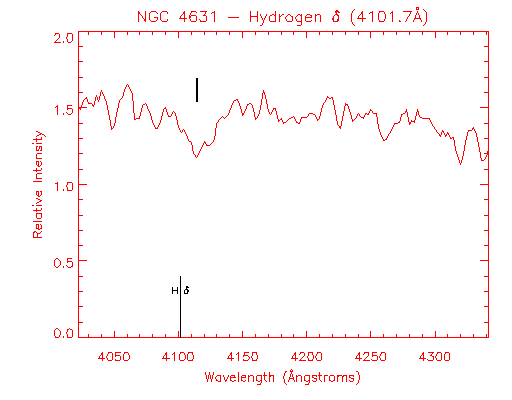 NGC 4631 – Hydrogen δ (4101.7Å)
2.0
1.5
1.0
0.5
0.0
Relative Intensity
H δ
4050 4100 4150 4200 4250 4300
Wavelength (Ångstroms)